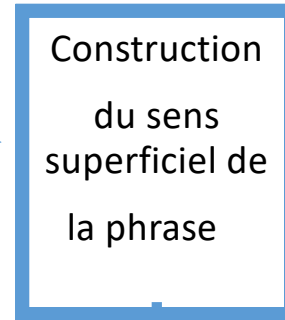 Construction
du sens
superficiel de
la phrase